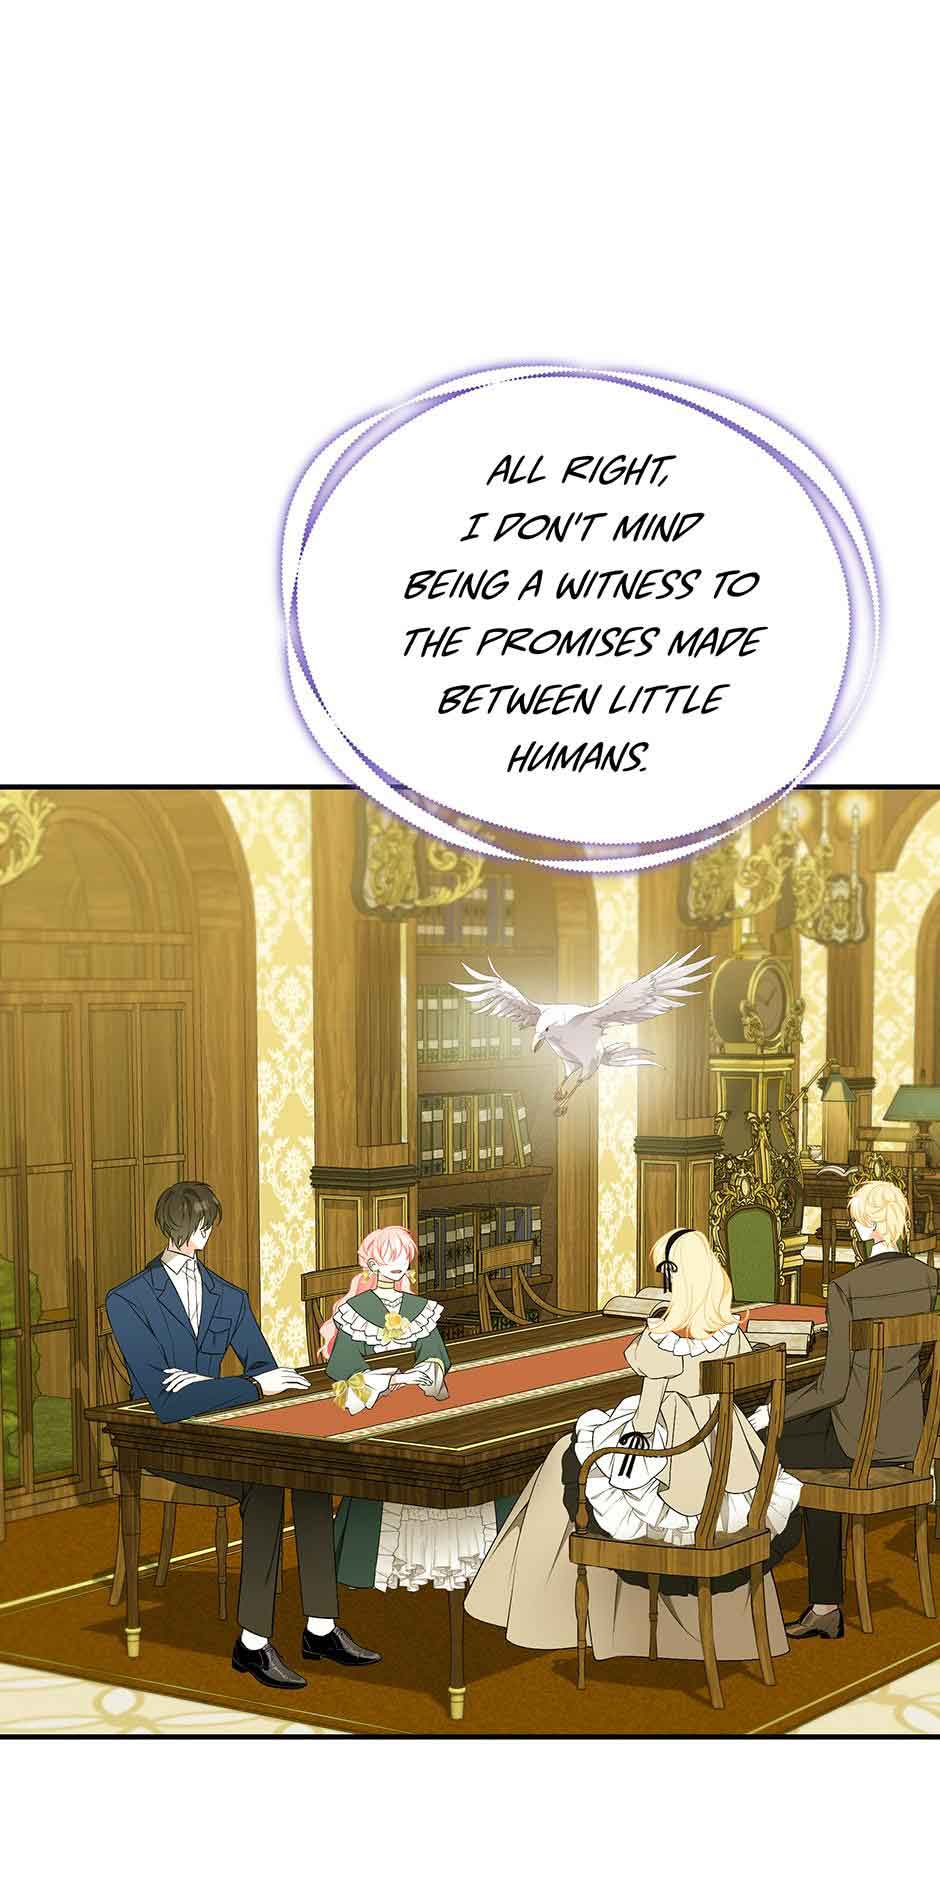 ALL RIGHT,
I DON'T MIND
BEING A WITNESS TO
THE PROMISES MADE
BETWEEN LITTLE
HUMANS.